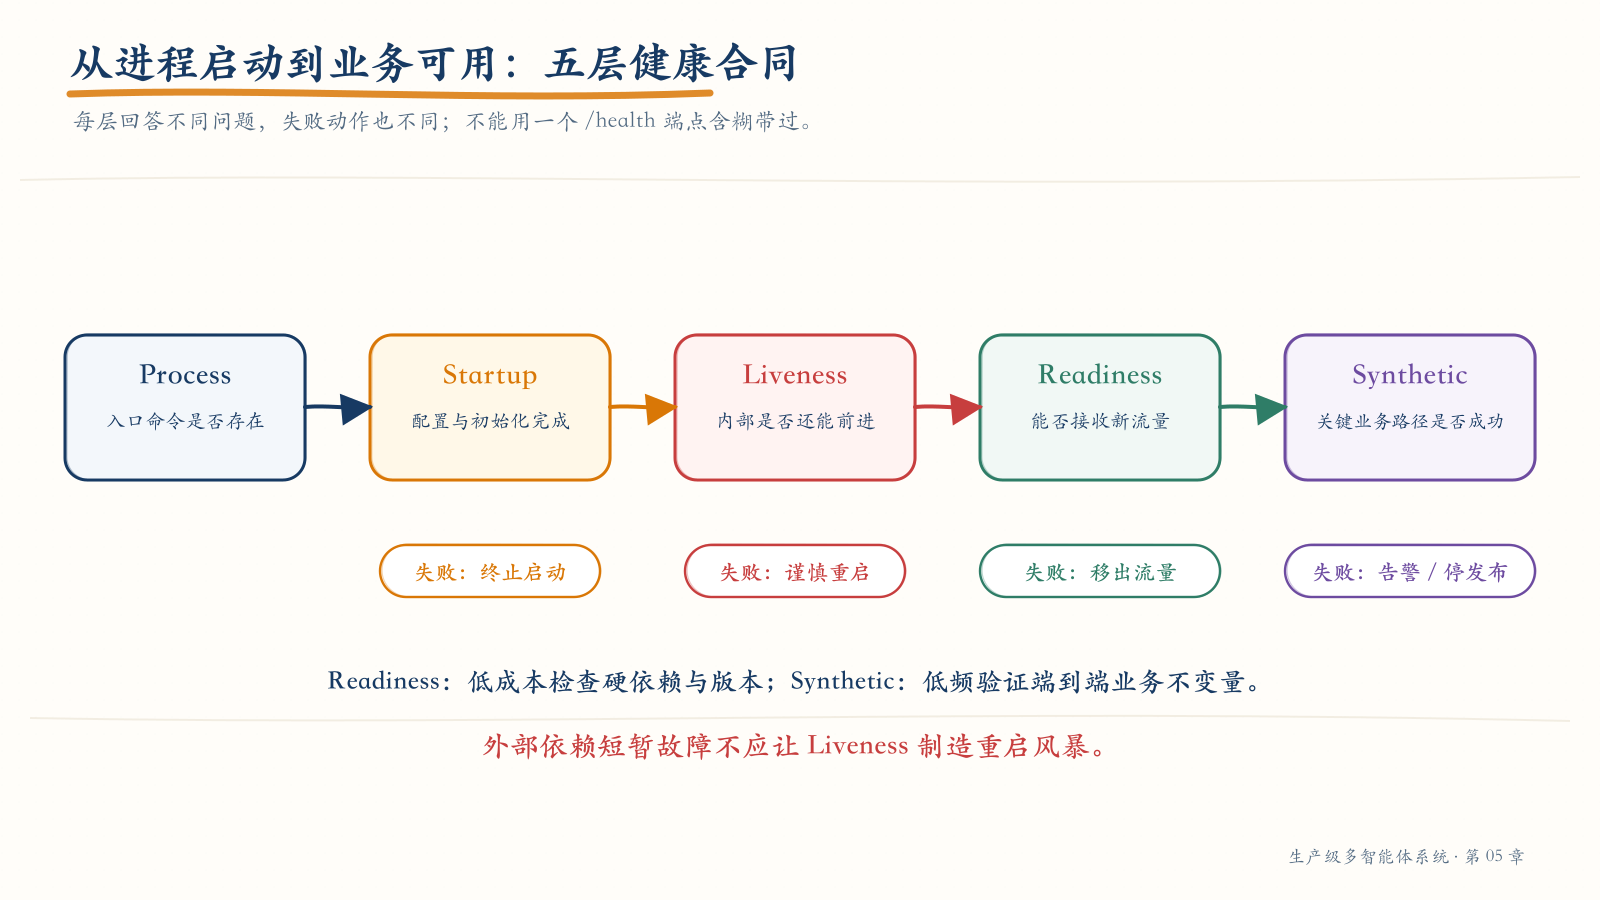 从进程启动到业务可用：五层健康合同
每层回答不同问题，失败动作也不同；不能用一个 /health 端点含糊带过。
Process
入口命令是否存在
Startup
配置与初始化完成
Liveness
内部是否还能前进
Readiness
能否接收新流量
Synthetic
关键业务路径是否成功
失败：终止启动
失败：谨慎重启
失败：移出流量
失败：告警 / 停发布
Readiness：低成本检查硬依赖与版本；Synthetic：低频验证端到端业务不变量。
外部依赖短暂故障不应让 Liveness 制造重启风暴。
生产级多智能体系统 · 第 05 章